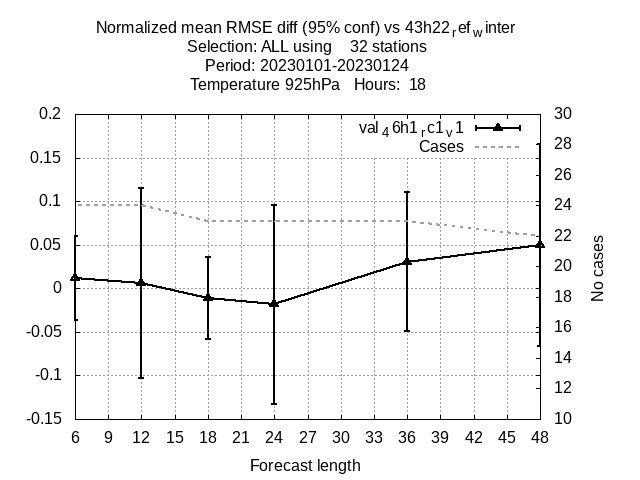 Normalized mean RMSE diff (95% conf) vs 43h22refwinter
Selection: ALL using 32 stations
Period: 20230101-20230124
Temperature 925hPa Hours: 18
val46h1rc1v1
Cases
0.2
0.15
0.1
0.05
0
-0.05
-0.1
-0.15
30
28
26
24
22
20
18
16
14
12
10
No cases
6 9 12 15 18 21 24 27 30 33 36 39 42 45 48
Forecast length